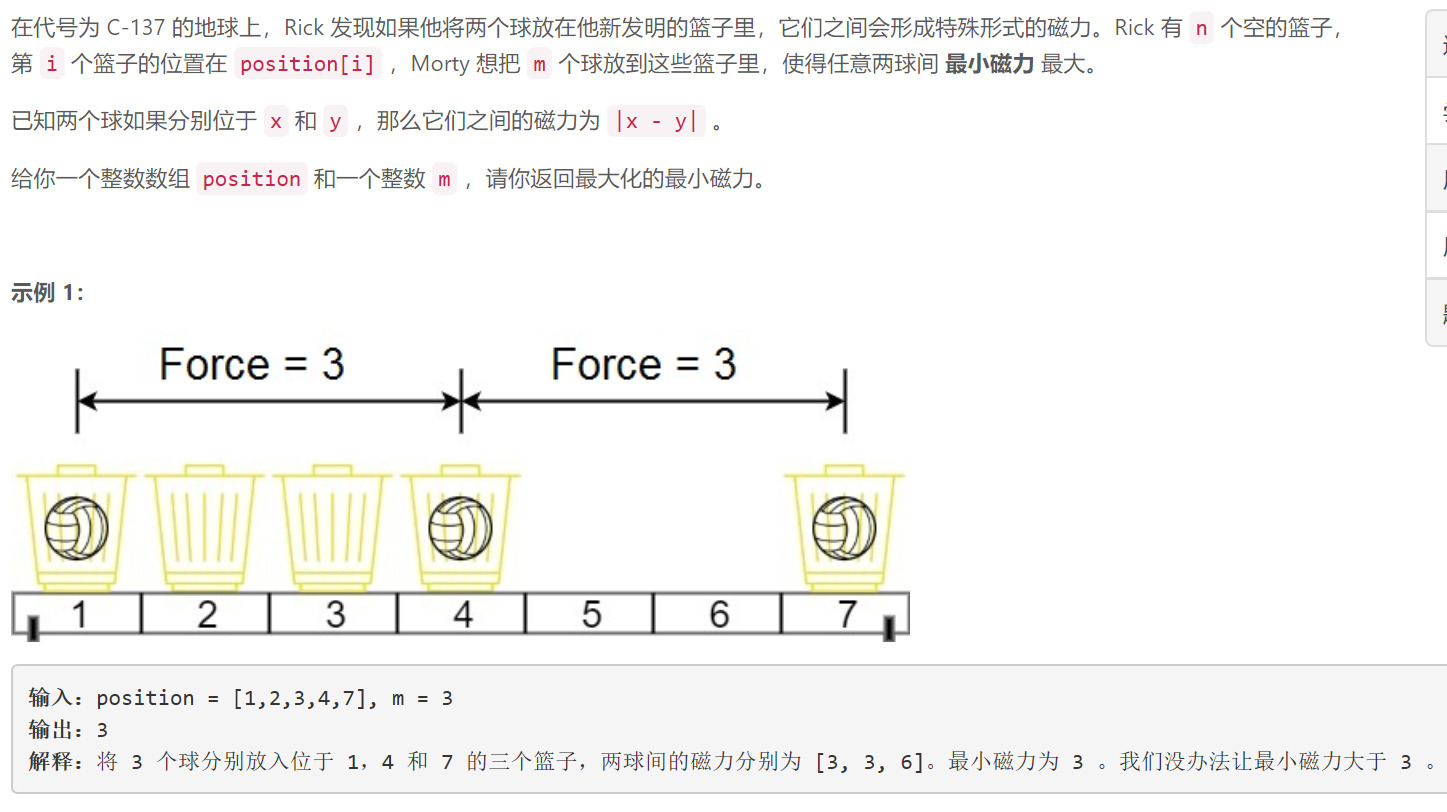 在代号为 C-137 的地球上，Rick 发现如果他将两个球放在他新发明的篮子里，它们之间会形成特殊形式的磁力。Rick 有 n 个空的篮子，
第 i 个篮子的位置在 position[i] ，Morty 想把 m 个球放到这些篮子里，使得任意两球间 最小磁力 最大。
已知两个球如果分别位于 x 和 y ，那么它们之间的磁力为 |x - y| 。
给你一个整数数组 position 和一个整数 m ，请你返回最大化的最小磁力。
示例 1：
Force = 3 Force = 3
1 2 3 4 5 6 7
输入：position = [1,2,3,4,7], m = 3
输出：3
解释：将 3 个球分别放入位于 1，4 和 7 的三个篮子，两球间的磁力分别为 [3, 3, 6]。最小磁力为 3 。我们没办法让最小磁力大于 3 。